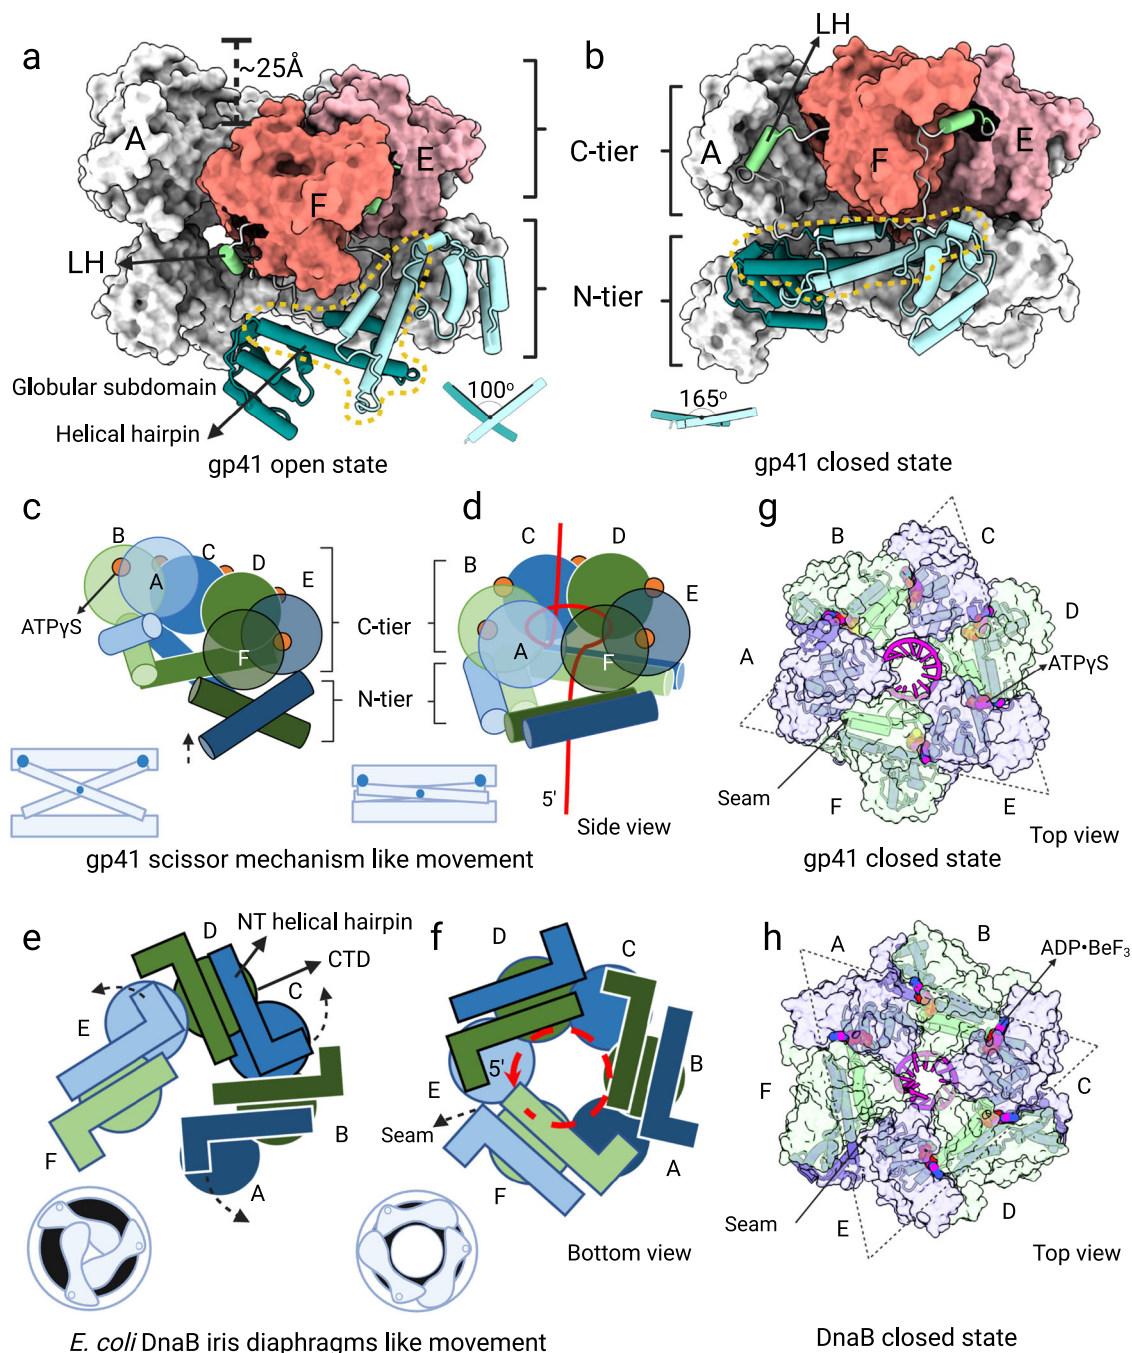 a
~25Å
A
E
F
LH
Globular subdomain
Helical hairpin
100°
gp41 open state
b
LH
C-tier
A
F
E
N-tier
165°
gp41 closed state
c
B
A
C
D
E
F
ATPγS
C-tier
N-tier
d
C
D
B
E
A
F
5'
Side view
gp41 scissor mechanism like movement
g
B
C
D
A
ATPγS
Seam
F
E
Top view
gp41 closed state
e
D
NT helical hairpin
CTD
C
E
B
F
A
f
D
C
5'
B
E
Seam
A
F
Bottom view
E. coli DnaB iris diaphragms like movement
h
B
A
ADP•BeF3
F
C
D
Seam
E
Top view
DnaB closed state